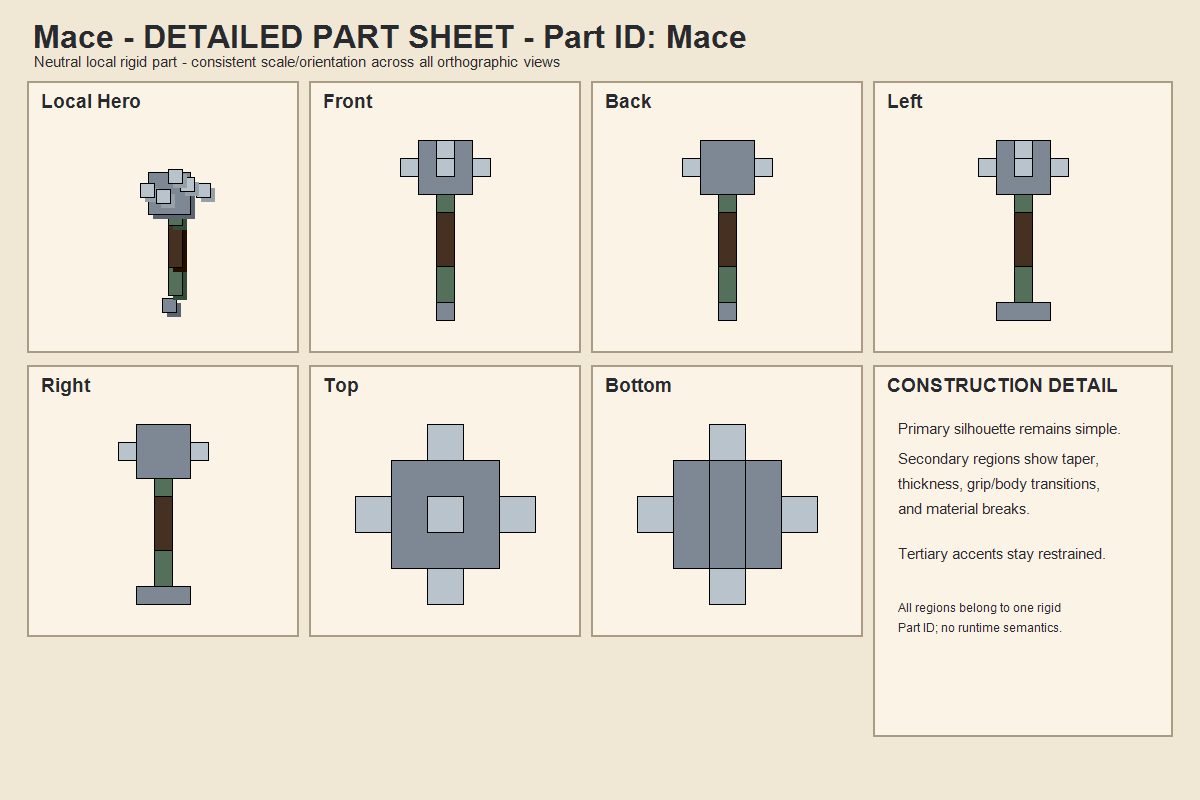 Mace - DETAILED PART SHEET - Part ID: Mace
Neutral local rigid part - consistent scale/orientation across all orthographic views
Local Hero
Front
Back
Left
Right
Top
Bottom
CONSTRUCTION DETAIL
Primary silhouette remains simple.
Secondary regions show taper,
thickness, grip/body transitions,
and material breaks.
Tertiary accents stay restrained.
All regions belong to one rigid
Part ID; no runtime semantics.